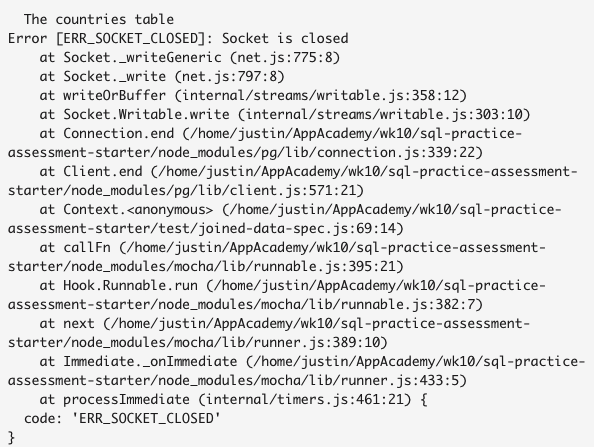 The countries table
Error [ERR_SOCKET_CLOSED]: Socket is closed
    at Socket._writeGeneric (net.js:775:8)
    at Socket._write (net.js:797:8)
    at writeOrBuffer (internal/streams/writable.js:358:12)
    at Socket.Writable.write (internal/streams/writable.js:303:10)
    at Connection.end (/home/justin/AppAcademy/wk10/sql-practice-
assessment-starter/node_modules/pg/lib/connection.js:339:22)
    at Client.end (/home/justin/AppAcademy/wk10/sql-practice-assessment-
starter/node_modules/pg/lib/client.js:571:21)
    at Context.<anonymous> (/home/justin/AppAcademy/wk10/sql-practice-
assessment-starter/test/joined-data-spec.js:69:14)
    at callFn (/home/justin/AppAcademy/wk10/sql-practice-assessment-
starter/node_modules/mocha/lib/runnable.js:395:21)
    at Hook.Runnable.run (/home/justin/AppAcademy/wk10/sql-practice-
assessment-starter/node_modules/mocha/lib/runnable.js:382:7)
    at next (/home/justin/AppAcademy/wk10/sql-practice-assessment-
starter/node_modules/mocha/lib/runner.js:389:10)
    at Immediate._onImmediate (/home/justin/AppAcademy/wk10/sql-practice-
assessment-starter/node_modules/mocha/lib/runner.js:433:5)
    at processImmediate (internal/timers.js:461:21) {
  code: 'ERR_SOCKET_CLOSED'
}